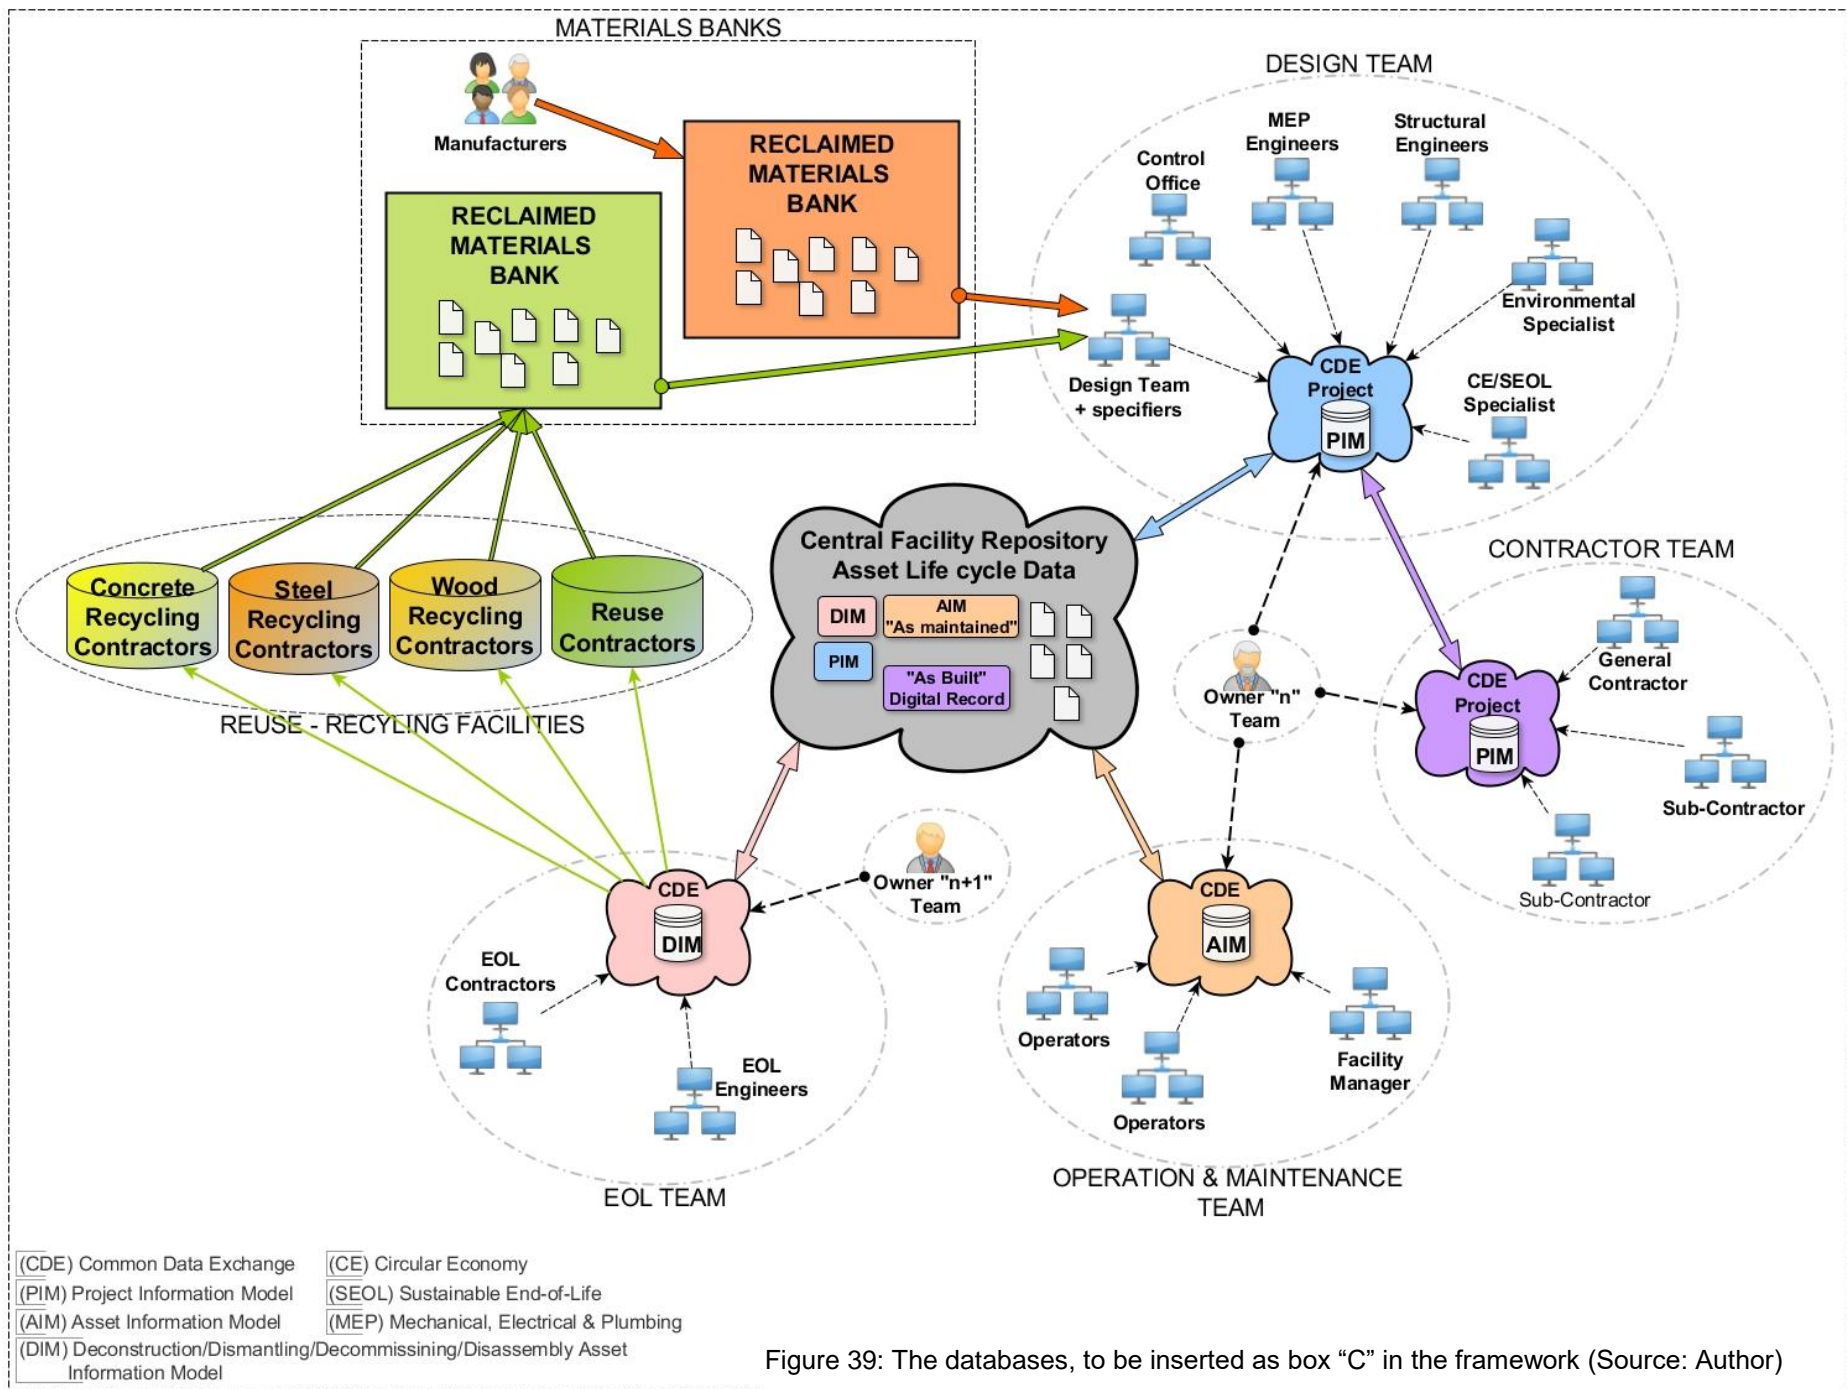 MATERIALS BANKS
Manufacturers
RECLAIMED
MATERIALS
BANK
RECLAIMED
MATERIALS
BANK
DESIGN TEAM
MEP
Engineers
Structural
Engineers
Control
Office
Environmental
Specialist
Design Team
+ specifiers
CDE
Project
PIM
CE/SEOL
Specialist
Central Facility Repository
Asset Life cycle Data
DIM
AIM
"As maintained"
PIM
"As Built"
Digital Record
CONTRACTOR TEAM
General
Contractor
CDE
Project
PIM
Sub-Contractor
Sub-Contractor
Owner "n"
Team
Concrete
Recycling
Contractors
Steel
Recycling
Contractors
Wood
Recycling
Contractors
Reuse
Contractors
REUSE - RECYLING FACILITIES
Owner "n+1"
Team
CDE
DIM
EOL
Contractors
EOL
Engineers
EOL TEAM
CDE
AIM
Operators
Operators
Facility
Manager
OPERATION & MAINTENANCE
TEAM
(CDE) Common Data Exchange
(CE) Circular Economy
(PIM) Project Information Model
(SEOL) Sustainable End-of-Life
(AIM) Asset Information Model
(MEP) Mechanical, Electrical & Plumbing
(DIM) Deconstruction/Dismantling/Decommissining/Disassembly Asset
Information Model
Figure 39: The databases, to be inserted as box “C” in the framework (Source: Author)